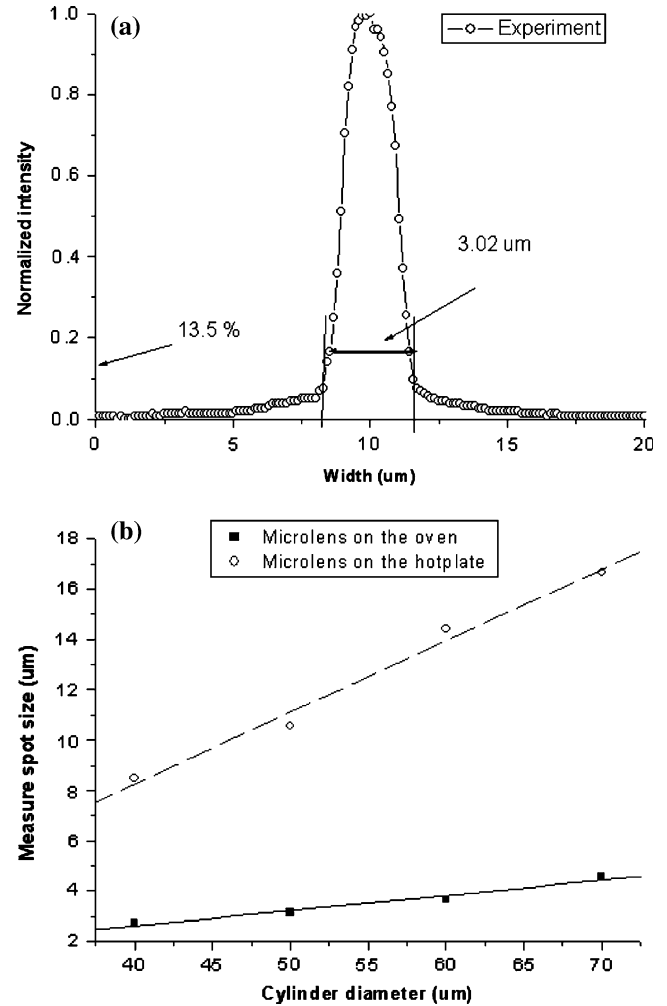 (a)
Experiment
1.0
0.8
0.6
0.4
0.2
0.0
Normalized intensity
3.02 um
13.5 %
0 5 10 15 20
Width (um)
(b)
Microlens on the oven
Microlens on the hotplate
18
16
14
12
10
8
6
4
2
Measure spot size (um)
40 45 50 55 60 65 70
Cylinder diameter (um)